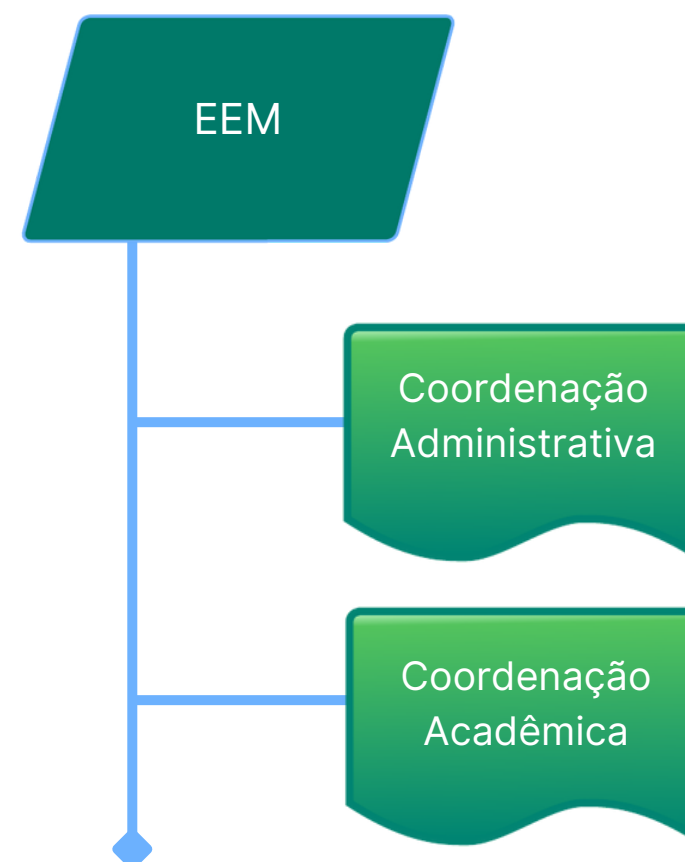 EEM
Coordenação
Administrativa
Coordenação
Acadêmica